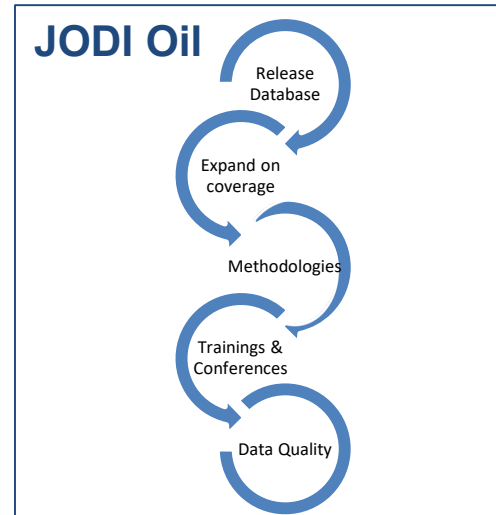 JODI Oil
Release
Database
Expand on
coverage
Methodologies
Trainings &
Conferences
Data Quality